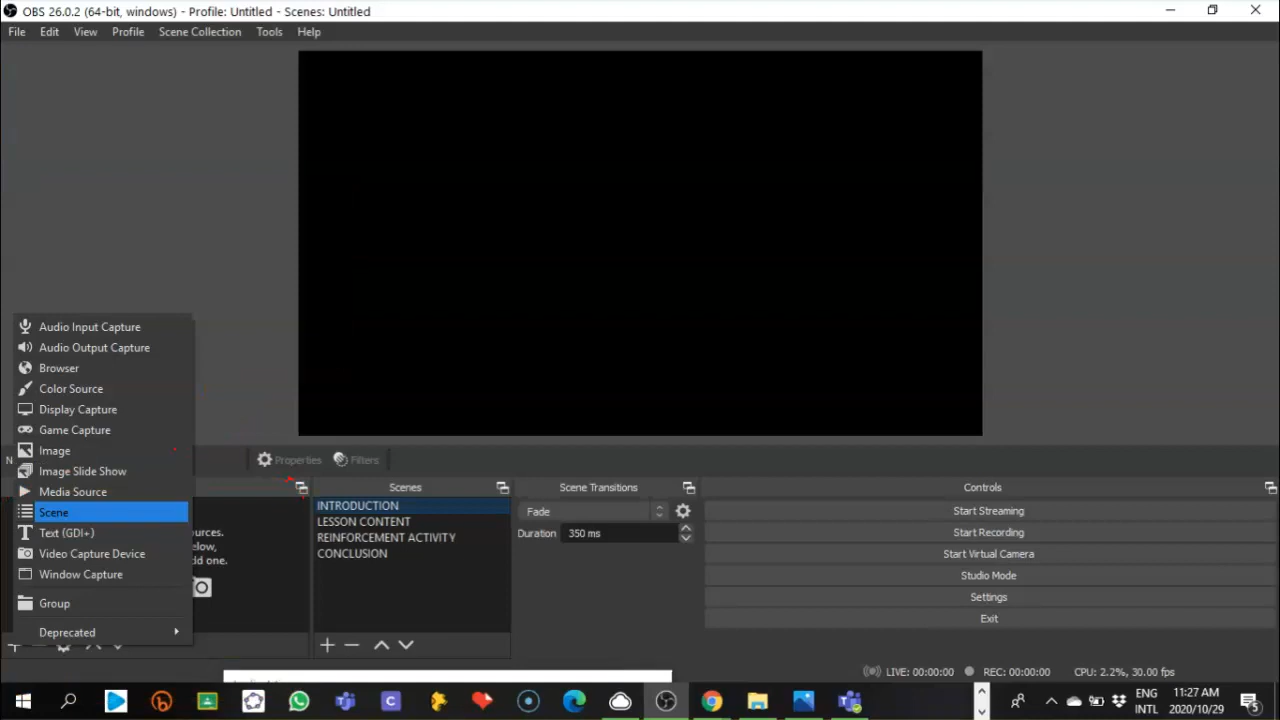 OBS 26.0.2 (64-bit, windows) - Profile: Untitled - Scenes: Untitled
File Edit View Profile Scene Collection Tools Help
Audio Input Capture
Audio Output Capture
Browser
Color Source
Display Capture
Game Capture
Image
Image Slide Show
Media Source
Scene
Text (GDI+)
Video Capture Device
Window Capture
Group
Deprecated
N
Properties Filters
ources.
elow,
dd one.
Scenes
INTRODUCTION
LESSON CONTENT
REINFORCEMENT ACTIVITY
CONCLUSION
Scene Transitions
Fade
Duration 350 ms
Controls
Start Streaming
Start Recording
Start Virtual Camera
Studio Mode
Settings
Exit
LIVE: 00:00:00 REC: 00:00:00 CPU: 2.2%, 30.00 fps
ENG
INTL
11:27 AM
2020/10/29
5